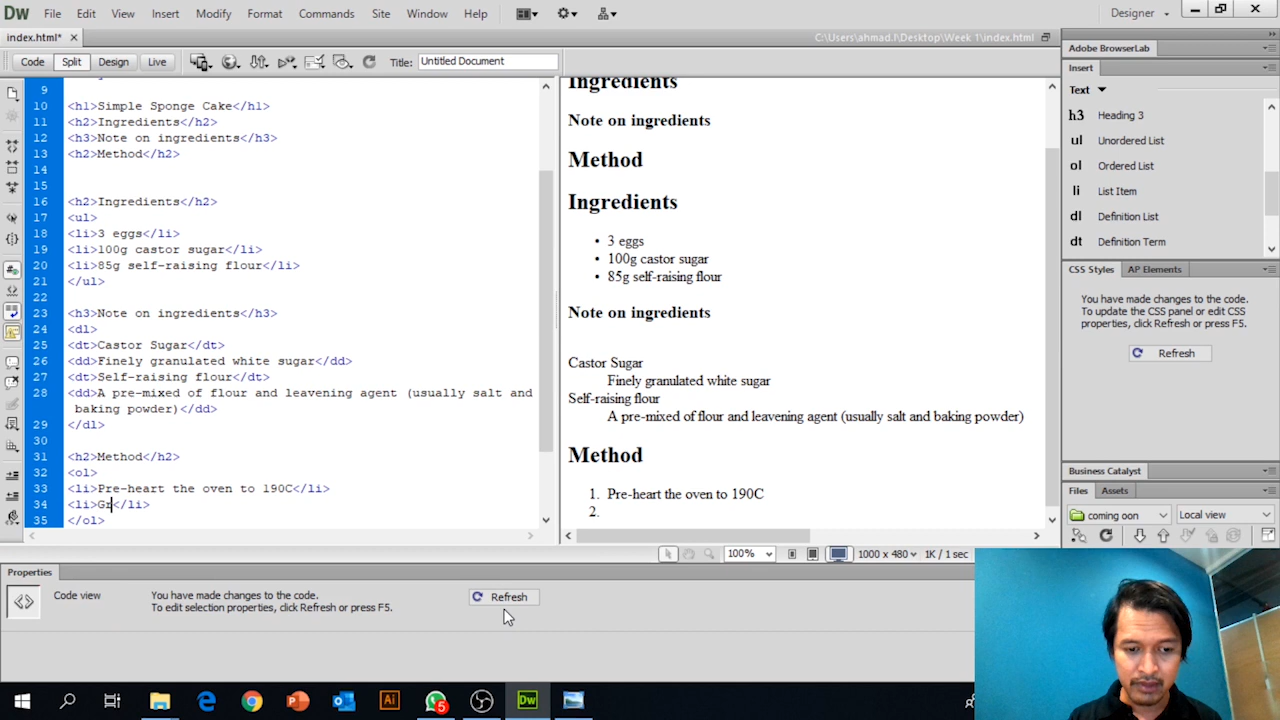 Dw File Edit View Insert Modify Format Commands Site Window Help Designer
index.html* C:\Users\ahmad.l\Desktop\Week 1\index.html
Code Split Design Live Title: Untitled Document
9
10 <h1>Simple Sponge Cake</h1>
11 <h2>Ingredients</h2>
12 <h3>Note on ingredients</h3>
13 <h2>Method</h2>
14
15
16 <h2>Ingredients</h2>
17 <ul>
18 <li>3 eggs</li>
19 <li>100g castor sugar</li>
20 <li>85g self-raising flour</li>
21 </ul>
22
23 <h3>Note on ingredients</h3>
24 <dl>
25 <dt>Castor Sugar</dt>
26 <dd>Finely granulated white sugar</dd>
27 <dt>Self-raising flour</dt>
28 <dd>A pre-mixed of flour and leavening agent (usually salt and
baking powder)</dd>
29 </dl>
30
31 <h2>Method</h2>
32 <ol>
33 <li>Pre-heart the oven to 190C</li>
34 <li>Gr</li>
35 </ol>
Ingredients
Note on ingredients
Method
Ingredients
• 3 eggs
• 100g castor sugar
• 85g self-raising flour
Note on ingredients
Castor Sugar
Finely granulated white sugar
Self-raising flour
A pre-mixed of flour and leavening agent (usually salt and baking powder)
Method
1. Pre-heart the oven to 190C
2.
100% 1000 x 480 1K / 1 sec
Adobe BrowserLab
Insert
Text
h3 Heading 3
ul Unordered List
ol Ordered List
li List Item
dl Definition List
dt Definition Term
CSS Styles AP Elements
You have made changes to the code.
To update the CSS panel or edit CSS
properties, click Refresh or press F5.
Refresh
Business Catalyst
Files Assets
coming oon Local view
Properties
Code view You have made changes to the code.
To edit selection properties, click Refresh or press F5.
Refresh
Ai 5 Dw